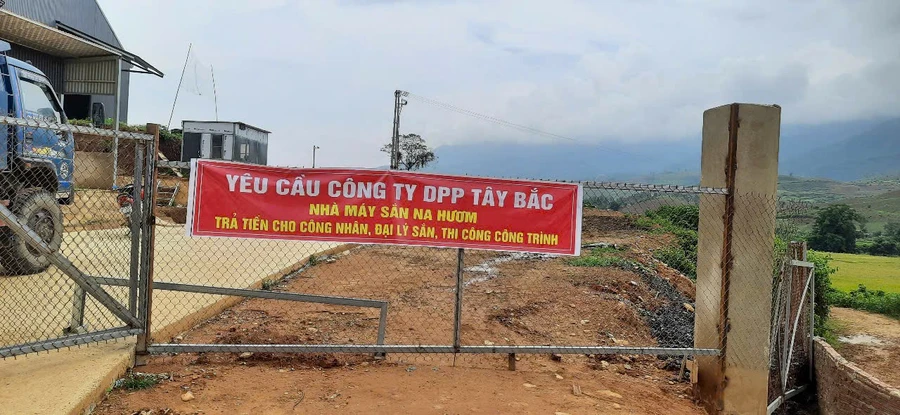 YÊU CẦU CÔNG TY DPP TÂY BẮC
NHÀ MÁY SẮN NA HƯƠM
TRẢ TIỀN CHO CÔNG NHÂN, ĐẠI LÝ SẮN, THI CÔNG CÔNG TRÌNH